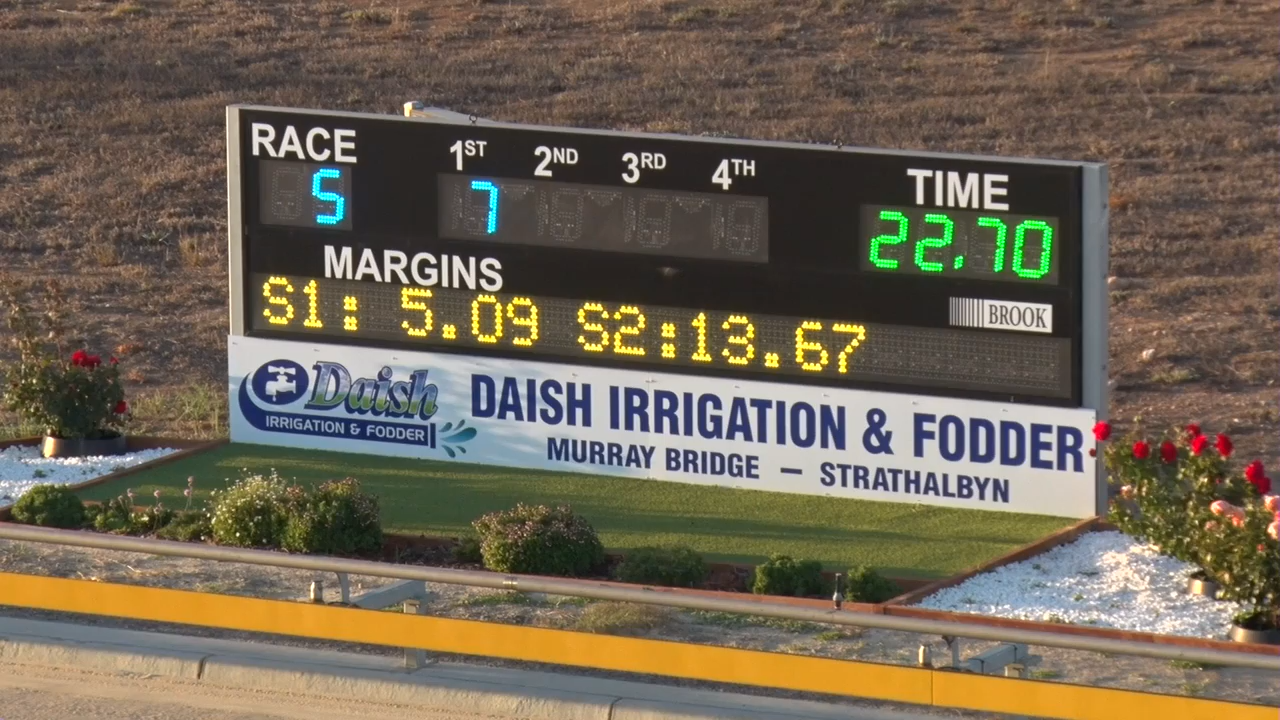 RACE 1ST 2ND 3RD 4TH TIME
5 7 22.70
MARGINS
S1: 5.09 S2:13.67
BROOK
Daish
IRRIGATION & FODDER
DAISH IRRIGATION & FODDER
MURRAY BRIDGE – STRATHALBYN